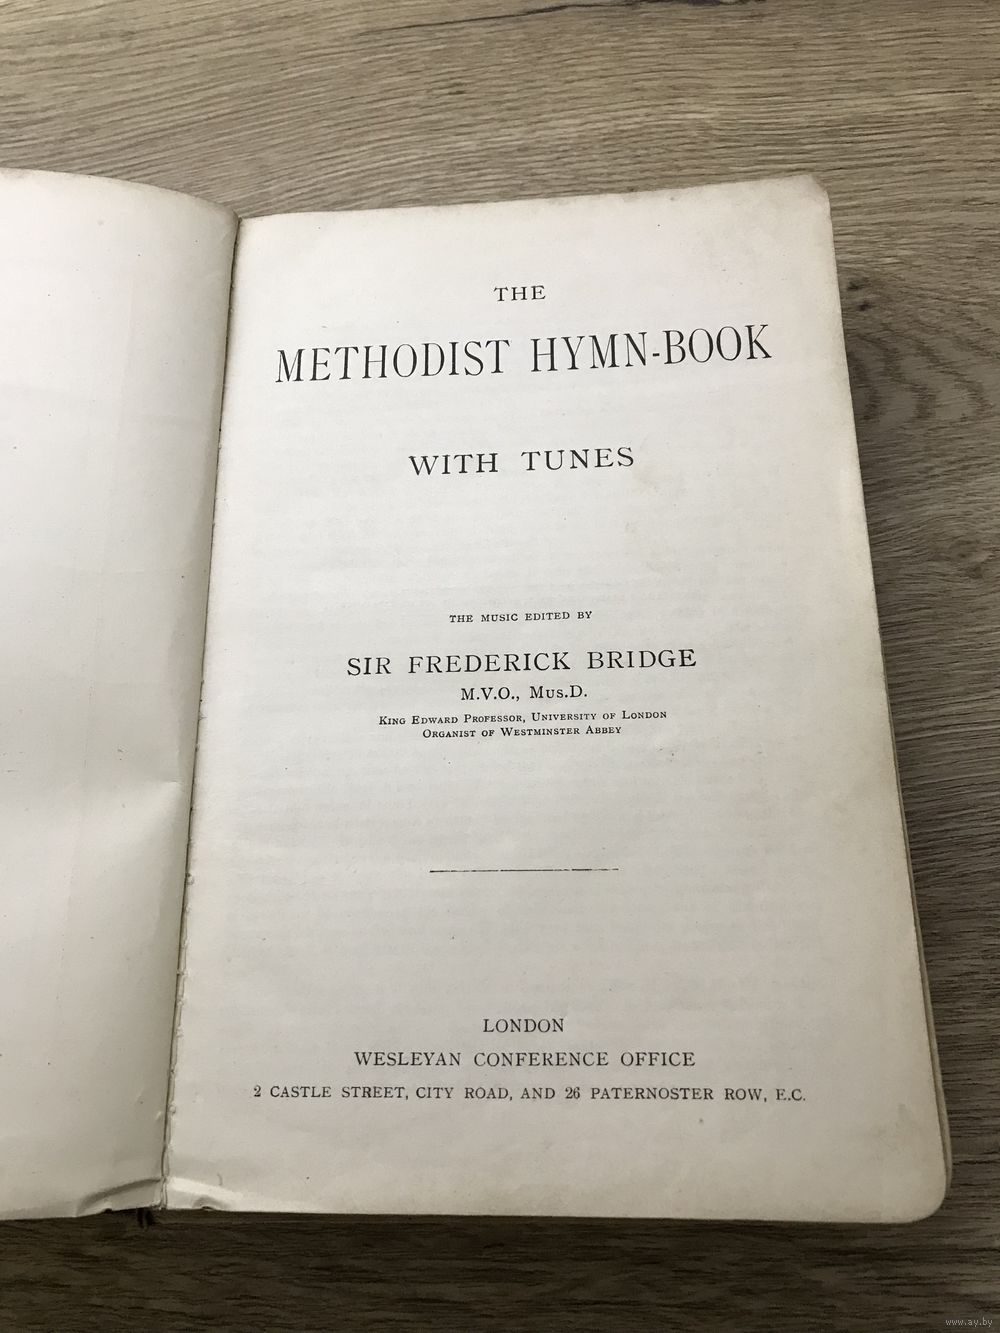 THE
METHODIST HYMN-BOOK
WITH TUNES
THE MUSIC EDITED BY
SIR FREDERICK BRIDGE
M.V.O., MUS.D.
KING EDWARD PROFESSOR, UNIVERSITY OF LONDON
ORGANIST OF WESTMINSTER ABBEY
LONDON
WESLEYAN CONFERENCE OFFICE
2 CASTLE STREET, CITY ROAD, AND 26 PATERNOSTER ROW, E.C.
www.ay.by